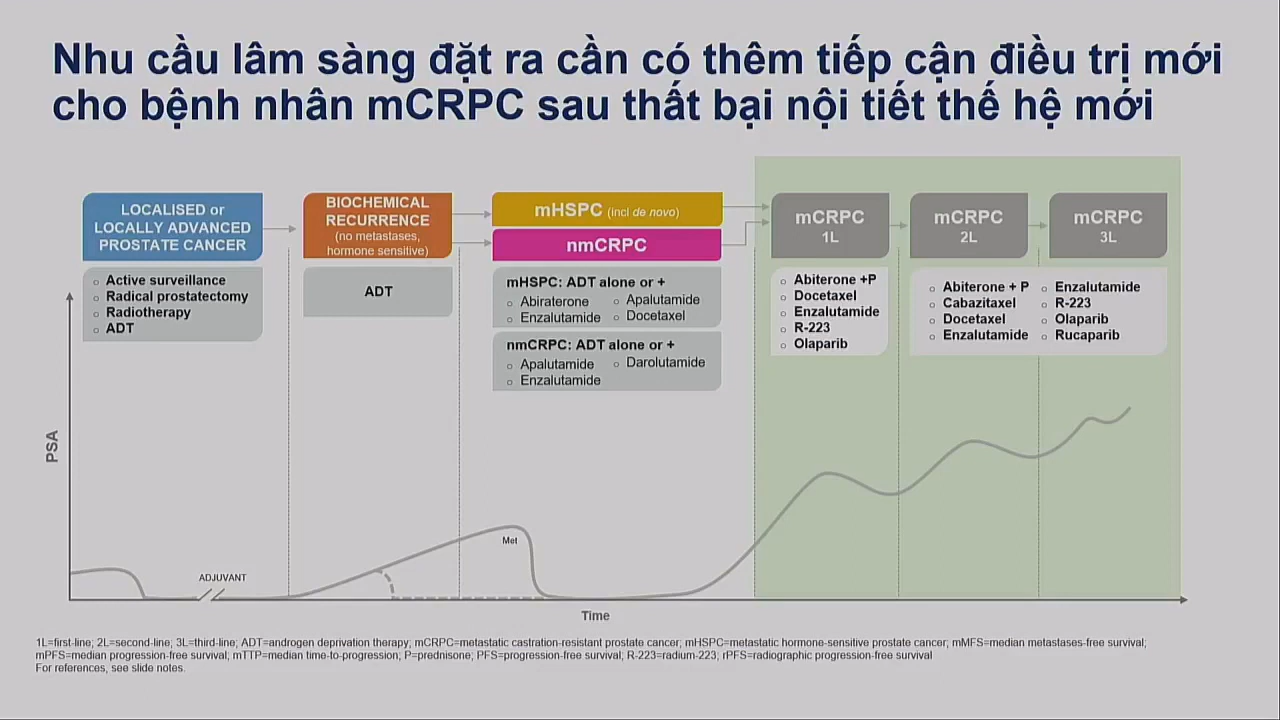 Nhu cầu lâm sàng đặt ra cần có thêm tiếp cận điều trị mới
cho bệnh nhân mCRPC sau thất bại nội tiết thế hệ mới
LOCALISED or
LOCALLY ADVANCED
PROSTATE CANCER
Active surveillance
Radical prostatectomy
Radiotherapy
ADT
BIOCHEMICAL
RECURRENCE
(no metastases,
hormone sensitive)
ADT
mHSPC (incl de novo)
nmCRPC
mHSPC: ADT alone or +
Abiraterone
Enzalutamide
Apalutamide
Docetaxel
nmCRPC: ADT alone or +
Apalutamide
Enzalutamide
Darolutamide
mCRPC
1L
Abiterone +P
Docetaxel
Enzalutamide
R-223
Olaparib
mCRPC
2L
mCRPC
3L
Abiterone + P
Cabazitaxel
Docetaxel
Enzalutamide
Enzalutamide
R-223
Olaparib
Rucaparib
PSA
ADJUVANT
Met
Time
1L=first-line; 2L=second-line; 3L=third-line; ADT=androgen deprivation therapy; mCRPC=metastatic castration-resistant prostate cancer; mHSPC=metastatic hormone-sensitive prostate cancer; mMFS=median metastases-free survival;
mPFS=median progression-free survival; mTTP=median time-to-progression; P=prednisone; PFS=progression-free survival; R-223=radium-223; rPFS=radiographic progression-free survival
For references, see slide notes.